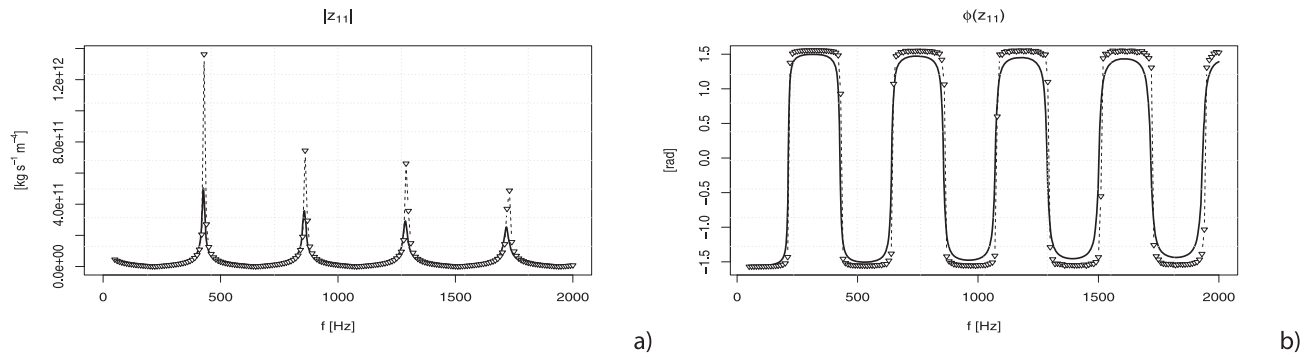 |z₁₁|
[kg s⁻¹ m⁻⁴]
0.0e+00 4.0e+11 8.0e+11 1.2e+12
0 500 1000 1500 2000
f [Hz]
a)
ϕ(z₁₁)
[rad]
1.5
1.0
0.5
0.0
−0.5
−1.0
−1.5
0 500 1000 1500 2000
f [Hz]
b)